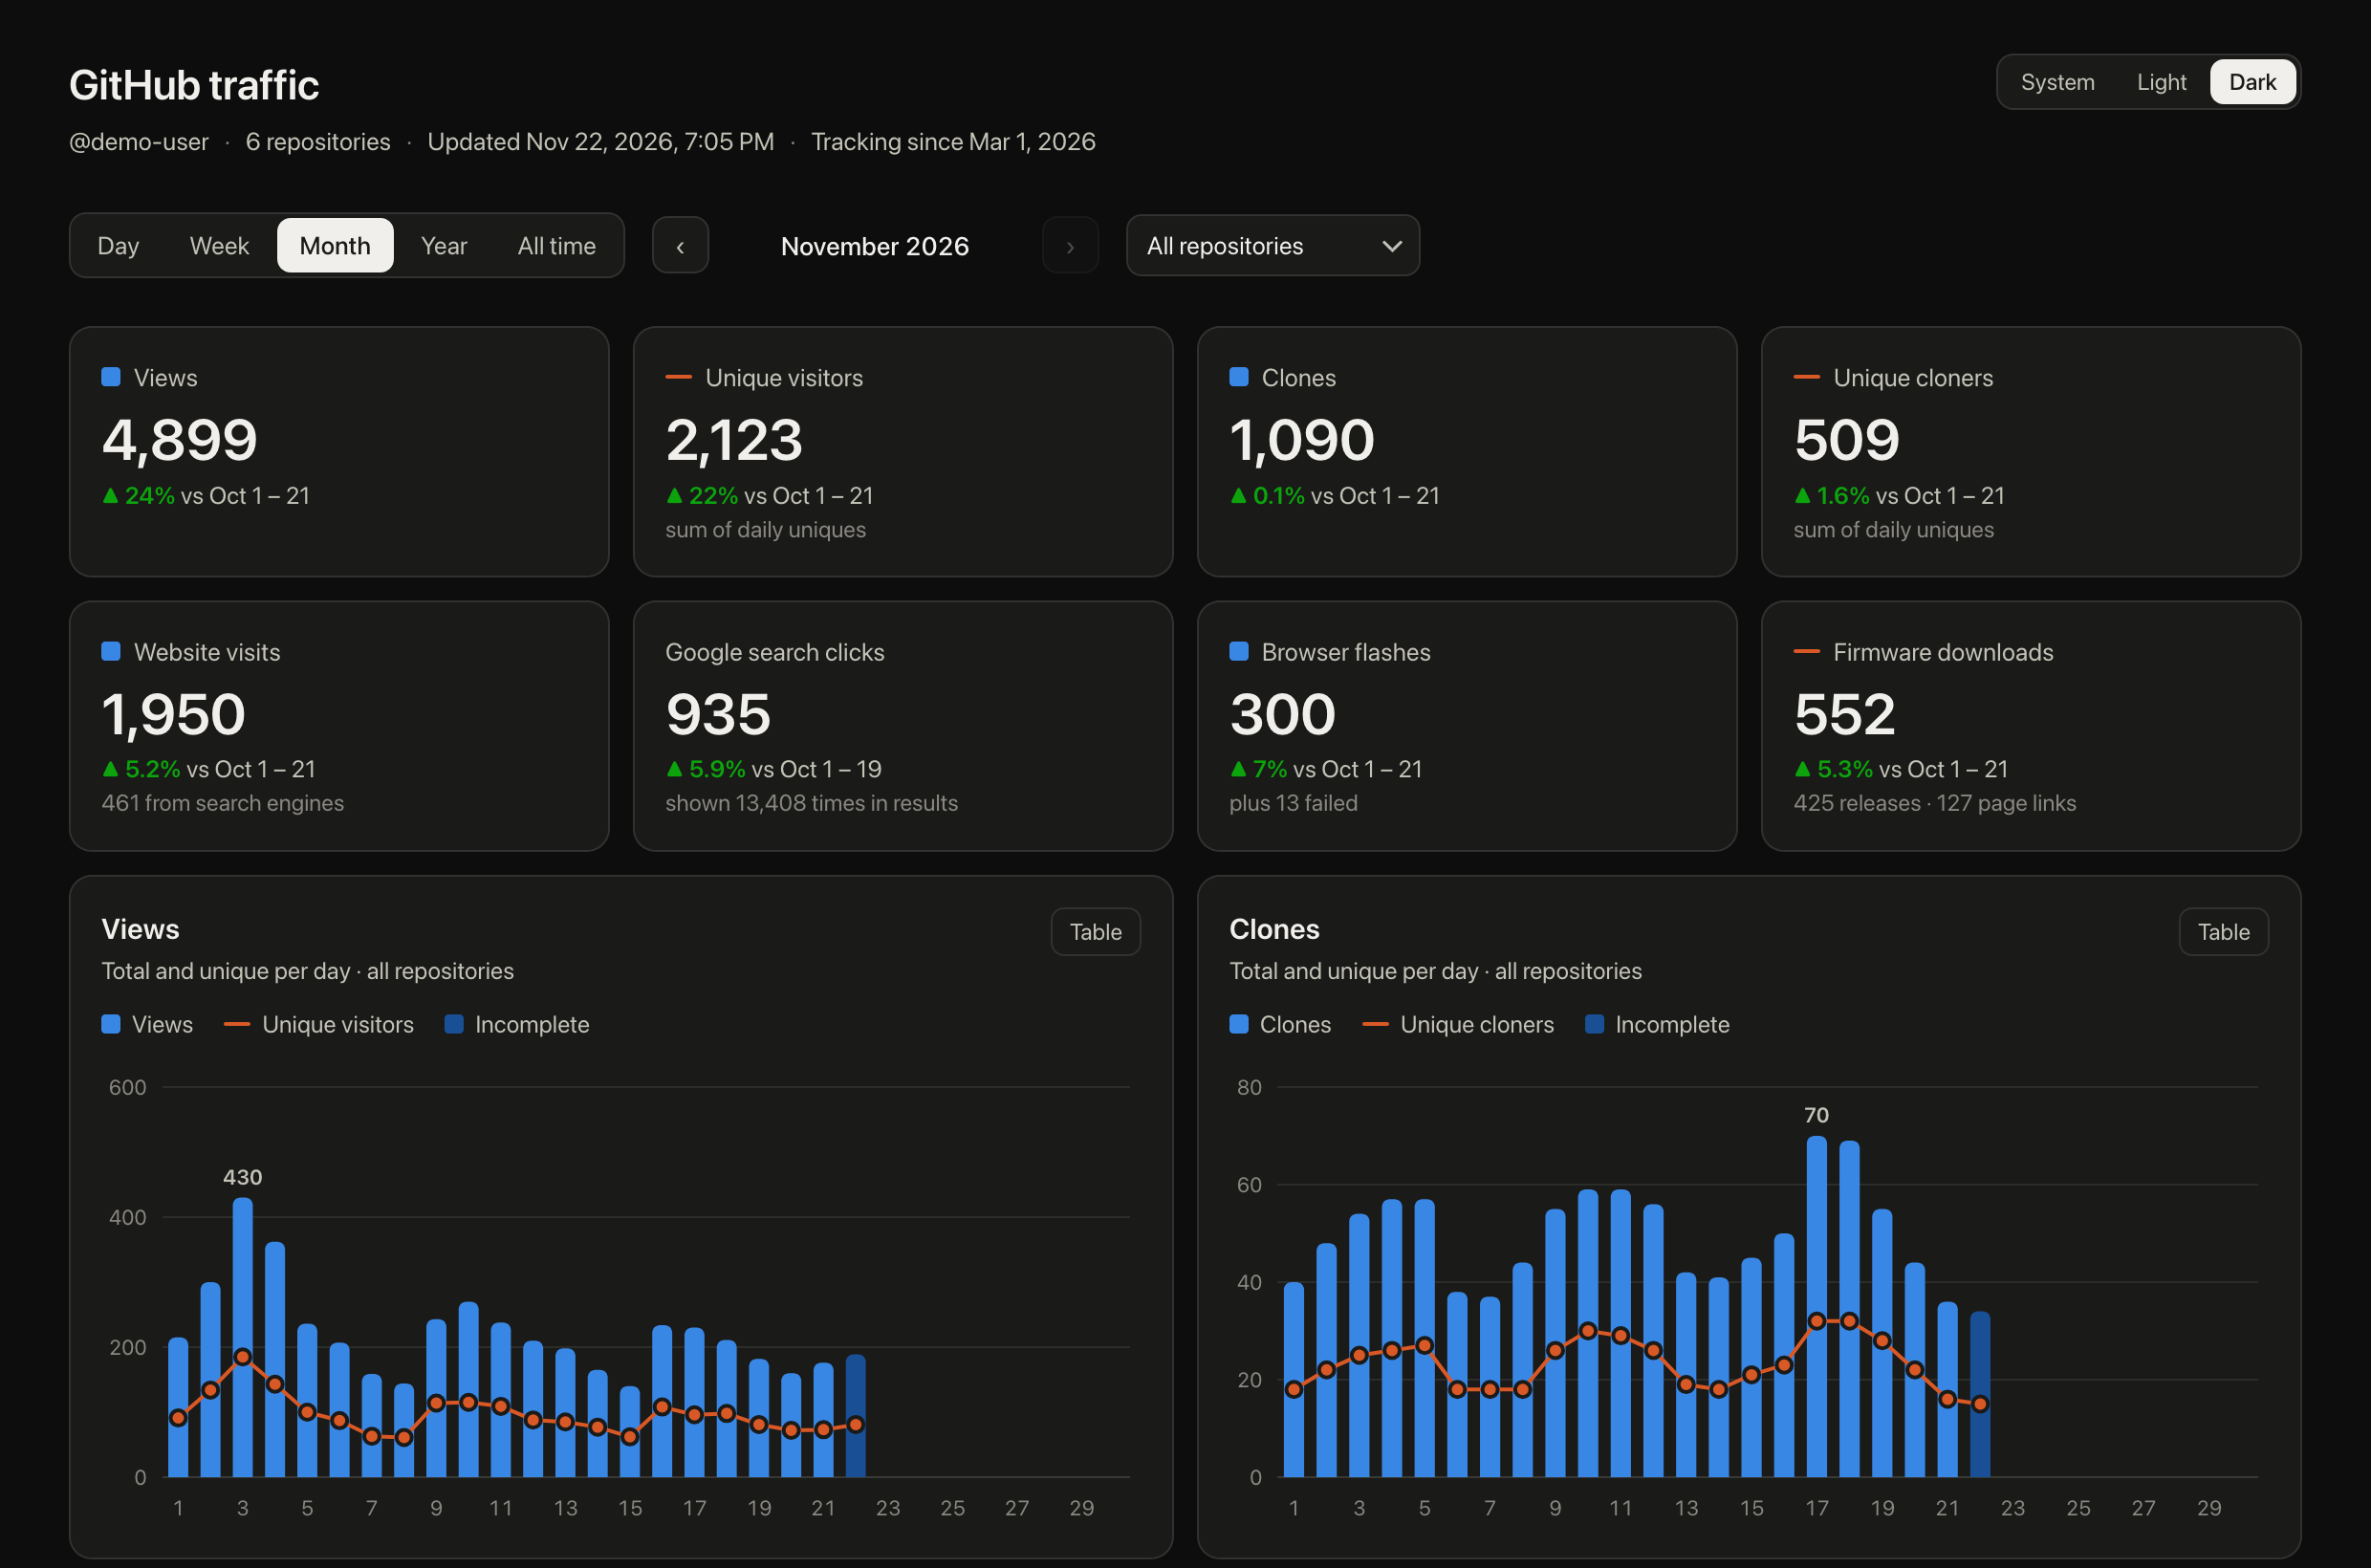 GitHub traffic
System Light Dark
@demo-user · 6 repositories · Updated Nov 22, 2026, 7:05 PM · Tracking since Mar 1, 2026
Day Week Month Year All time ‹ November 2026 › All repositories
Views
4,899
▲ 24% vs Oct 1 – 21
Unique visitors
2,123
▲ 22% vs Oct 1 – 21
sum of daily uniques
Clones
1,090
▲ 0.1% vs Oct 1 – 21
Unique cloners
509
▲ 1.6% vs Oct 1 – 21
sum of daily uniques
Website visits
1,950
▲ 5.2% vs Oct 1 – 21
461 from search engines
Google search clicks
935
▲ 5.9% vs Oct 1 – 19
shown 13,408 times in results
Browser flashes
300
▲ 7% vs Oct 1 – 21
plus 13 failed
Firmware downloads
552
▲ 5.3% vs Oct 1 – 21
425 releases · 127 page links
Views
Table
Total and unique per day · all repositories
Views Unique visitors Incomplete
600
430
400
200
0
1 3 5 7 9 11 13 15 17 19 21 23 25 27 29
Clones
Table
Total and unique per day · all repositories
Clones Unique cloners Incomplete
80
70
60
40
20
0
1 3 5 7 9 11 13 15 17 19 21 23 25 27 29